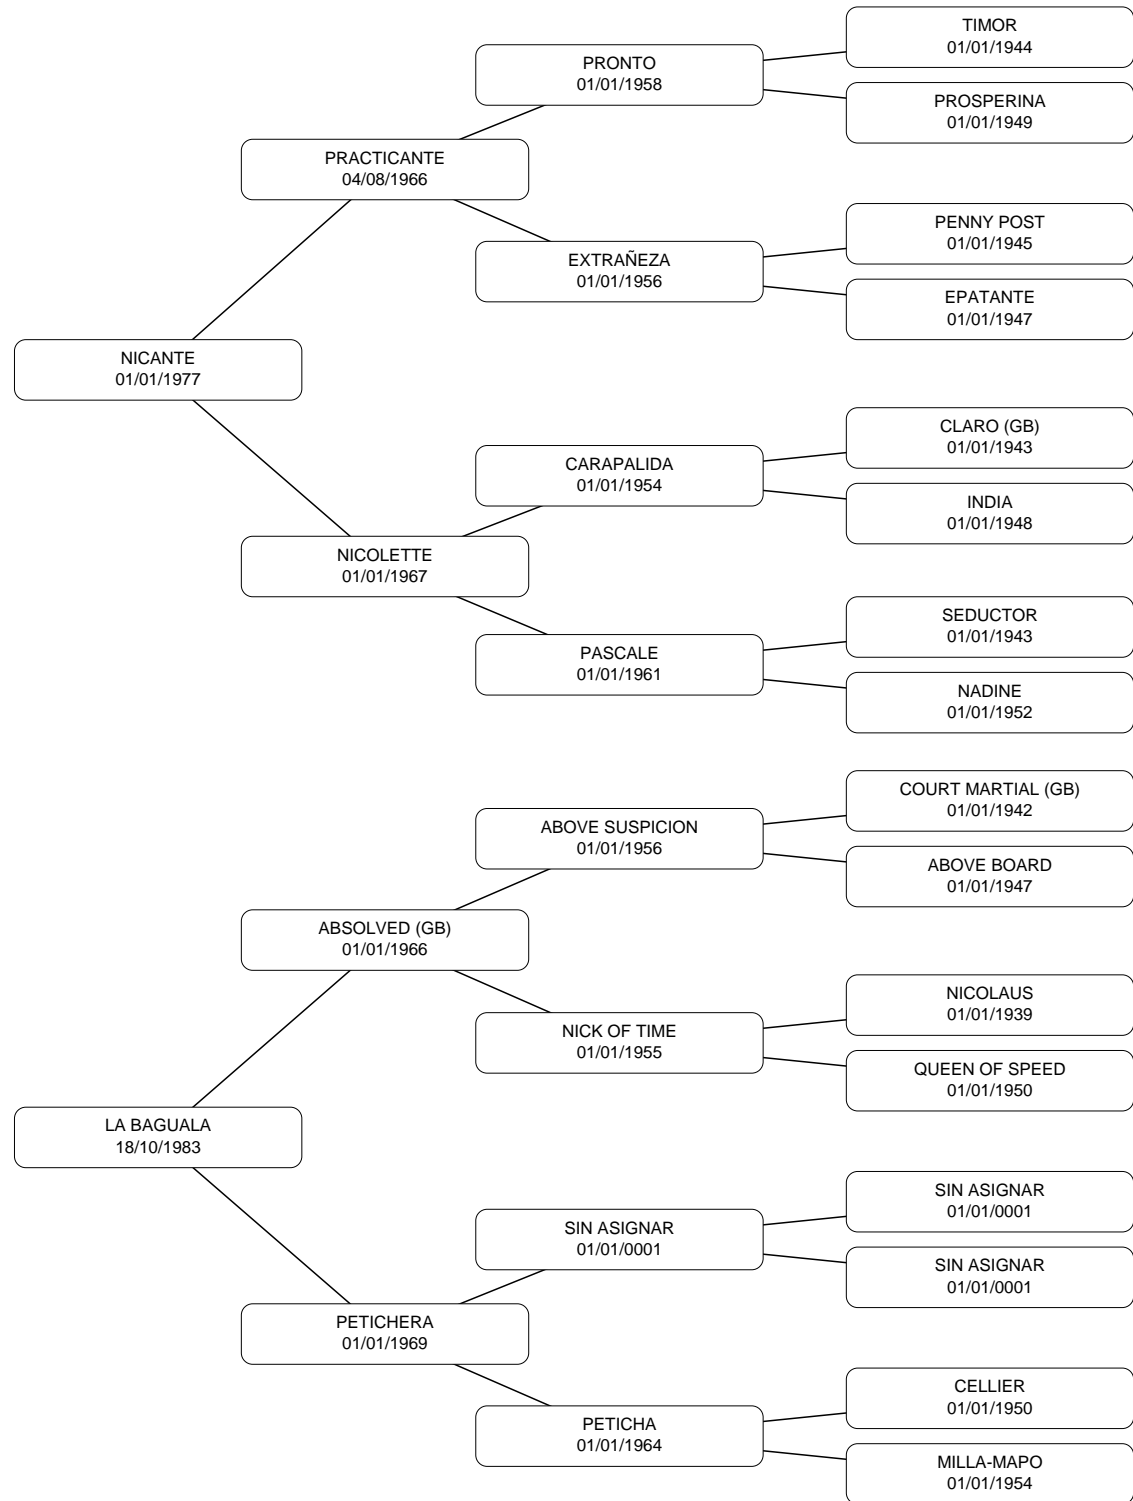 TIMOR
01/01/1944
PRONTO
01/01/1958
PROSPERINA
01/01/1949
PRACTICANTE
04/08/1966
PENNY POST
01/01/1945
EXTRAÑEZA
01/01/1956
EPATANTE
01/01/1947
NICANTE
01/01/1977
CLARO (GB)
01/01/1943
CARAPALIDA
01/01/1954
INDIA
01/01/1948
NICOLETTE
01/01/1967
SEDUCTOR
01/01/1943
PASCALE
01/01/1961
NADINE
01/01/1952
COURT MARTIAL (GB)
01/01/1942
ABOVE SUSPICION
01/01/1956
ABOVE BOARD
01/01/1947
ABSOLVED (GB)
01/01/1966
NICOLAUS
01/01/1939
NICK OF TIME
01/01/1955
QUEEN OF SPEED
01/01/1950
LA BAGUALA
18/10/1983
SIN ASIGNAR
01/01/0001
SIN ASIGNAR
01/01/0001
SIN ASIGNAR
01/01/0001
PETICHERA
01/01/1969
CELLIER
01/01/1950
PETICHA
01/01/1964
MILLA-MAPO
01/01/1954